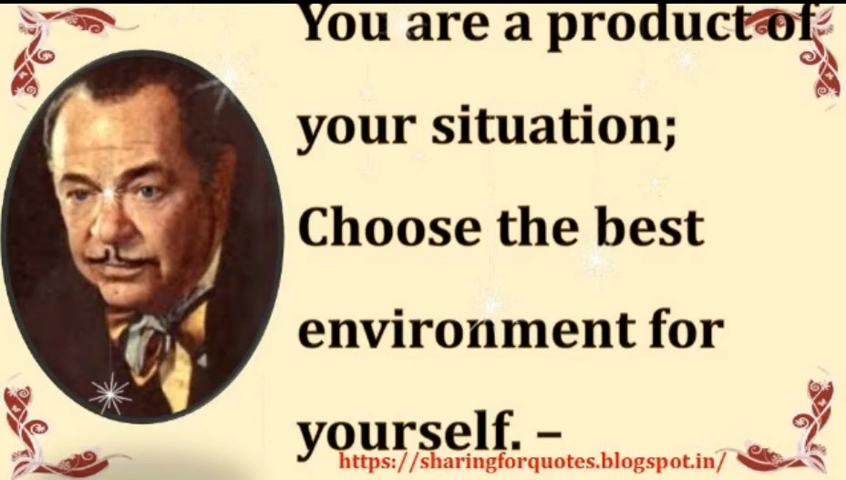 You are a product of
your situation;
Choose the best
environment for
yourself. –
https://sharingforquotes.blogspot.in/